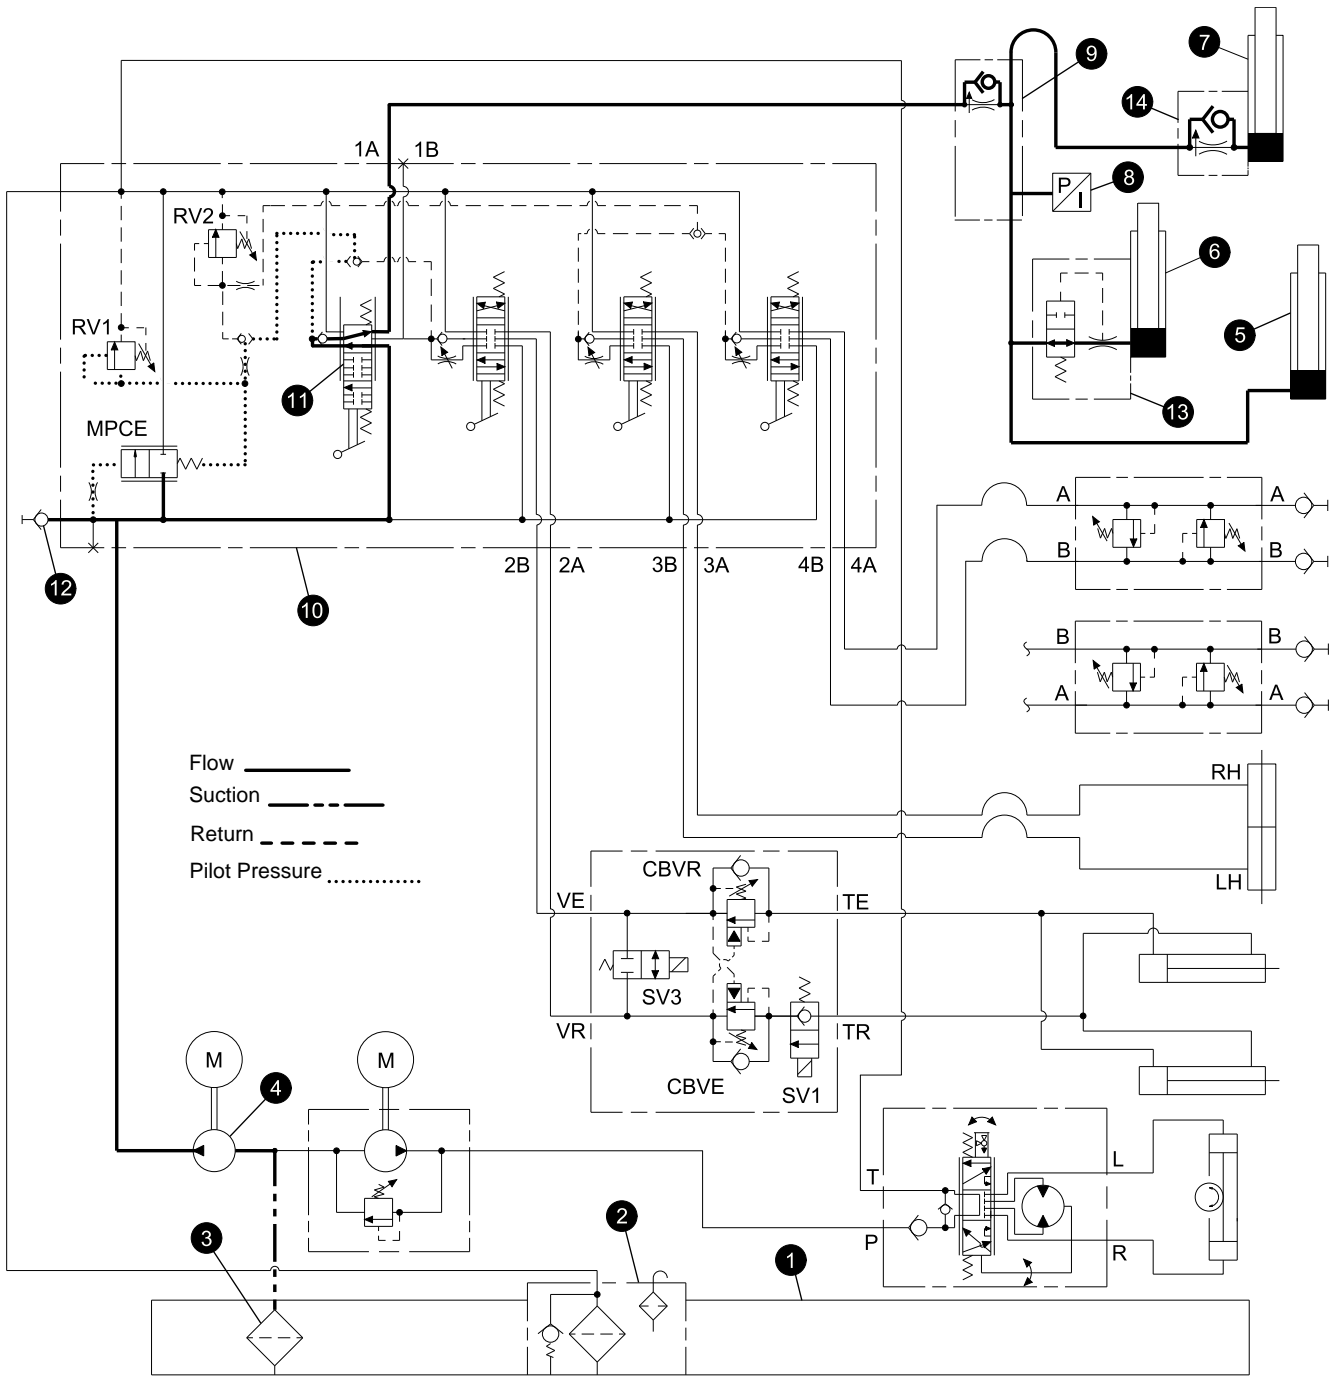 7
9
14
1A 1B
8
P
I
RV2
6
RV1
5
11
13
MPCE
A A
B B
12
10
2B 2A 3B 3A 4B 4A
B B
A A
Flow
Suction
Return
Pilot Pressure
RH
LH
CBVR
VE TE
SV3
VR TR
CBVE SV1
M M
4
L
T
P R
2
3
1